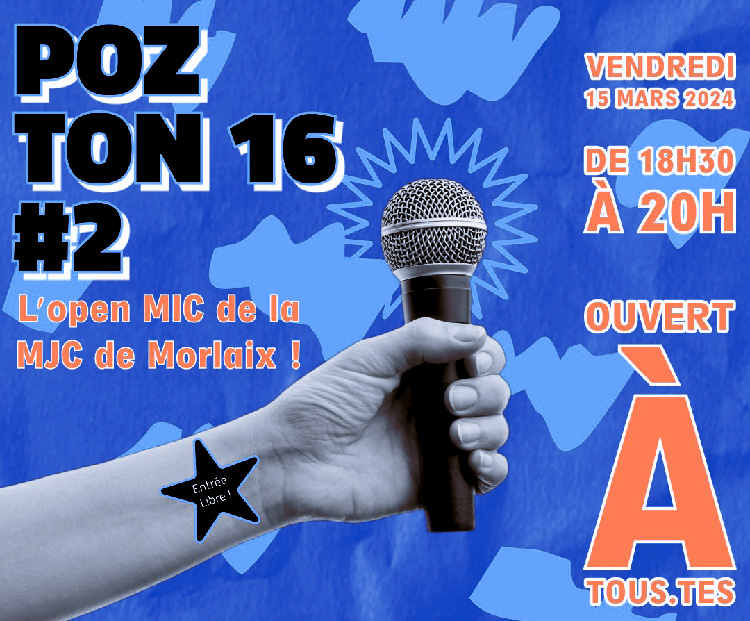 POZ
TON 16
#2
L'open MIC de la
MJC de Morlaix !
VENDREDI
15 MARS 2024
DE 18H30
À 20H
OUVERT
À
TOUS.TES
Entrée
Libre !